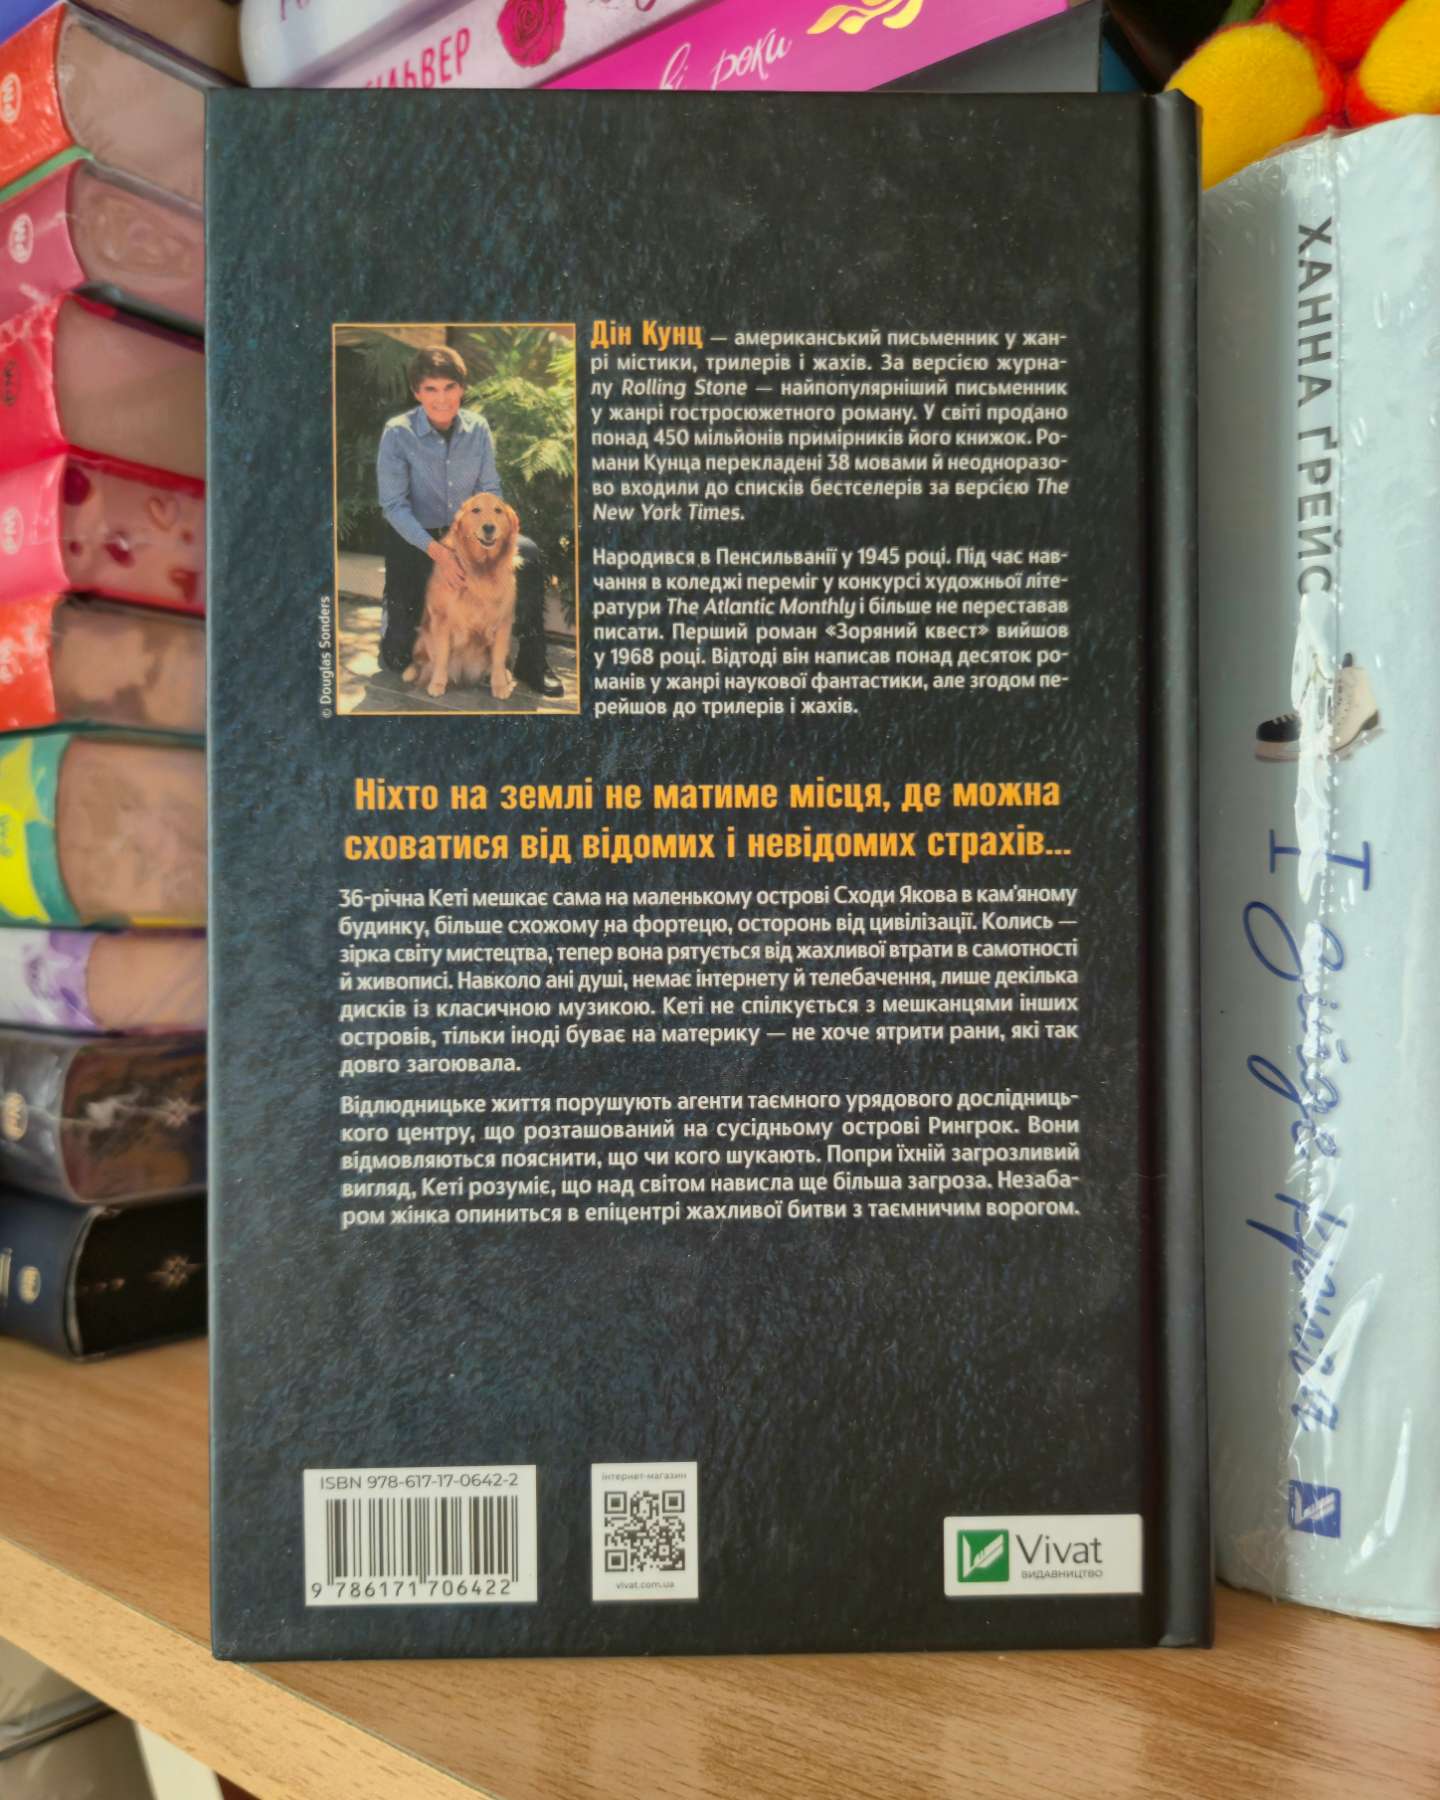 ЛЬВЕР
ві роки
Дін Кунц — американський письменник у жан-
рі містики, трилерів і жахів. За версією журна-
лу Rolling Stone — найпопулярніший письменник
у жанрі гостросюжетного роману. У світі продано
понад 450 мільйонів примірників його книжок. Ро-
мани Кунца перекладені 38 мовами й неодноразо-
во входили до списків бестселерів за версією The
New York Times.
Народився в Пенсильванії у 1945 році. Під час нав-
чання в коледжі переміг у конкурсі художньої літе-
ратури The Atlantic Monthly і більше не переставав
писати. Перший роман «Зоряний квест» вийшов
у 1968 році. Відтоді він написав понад десяток ро-
манів у жанрі наукової фантастики, але згодом пе-
рейшов до трилерів і жахів.
© Douglas Sonders
Ніхто на землі не матиме місця, де можна
сховатися від відомих і невідомих страхів...
36-річна Кеті мешкає сама на маленькому острові Сходи Якова в кам'яному
будинку, більше схожому на фортецю, осторонь від цивілізації. Колись —
зірка світу мистецтва, тепер вона рятується від жахливої втрати в самотності
й живописі. Навколо ані душі, немає інтернету й телебачення, лише декілька
дисків із класичною музикою. Кеті не спілкується з мешканцями інших
островів, тільки іноді буває на материку — не хоче ятрити рани, які так
довго загоювала.
Відлюдницьке життя порушують агенти таємного урядового дослідниць-
кого центру, що розташований на сусідньому острові Рингрок. Вони
відмовляються пояснити, що чи кого шукають. Попри їхній загрозливий
вигляд, Кеті розуміє, що над світом нависла ще більша загроза. Незаба-
ром жінка опиниться в епіцентрі жахливої битви з таємничим ворогом.
ISBN 978-617-17-0642-2
9 786171 706422
інтернет-магазин
vivat.com.ua
Vivat
ВИДАВНИЦТВО
ХАННА ҐРЕЙС